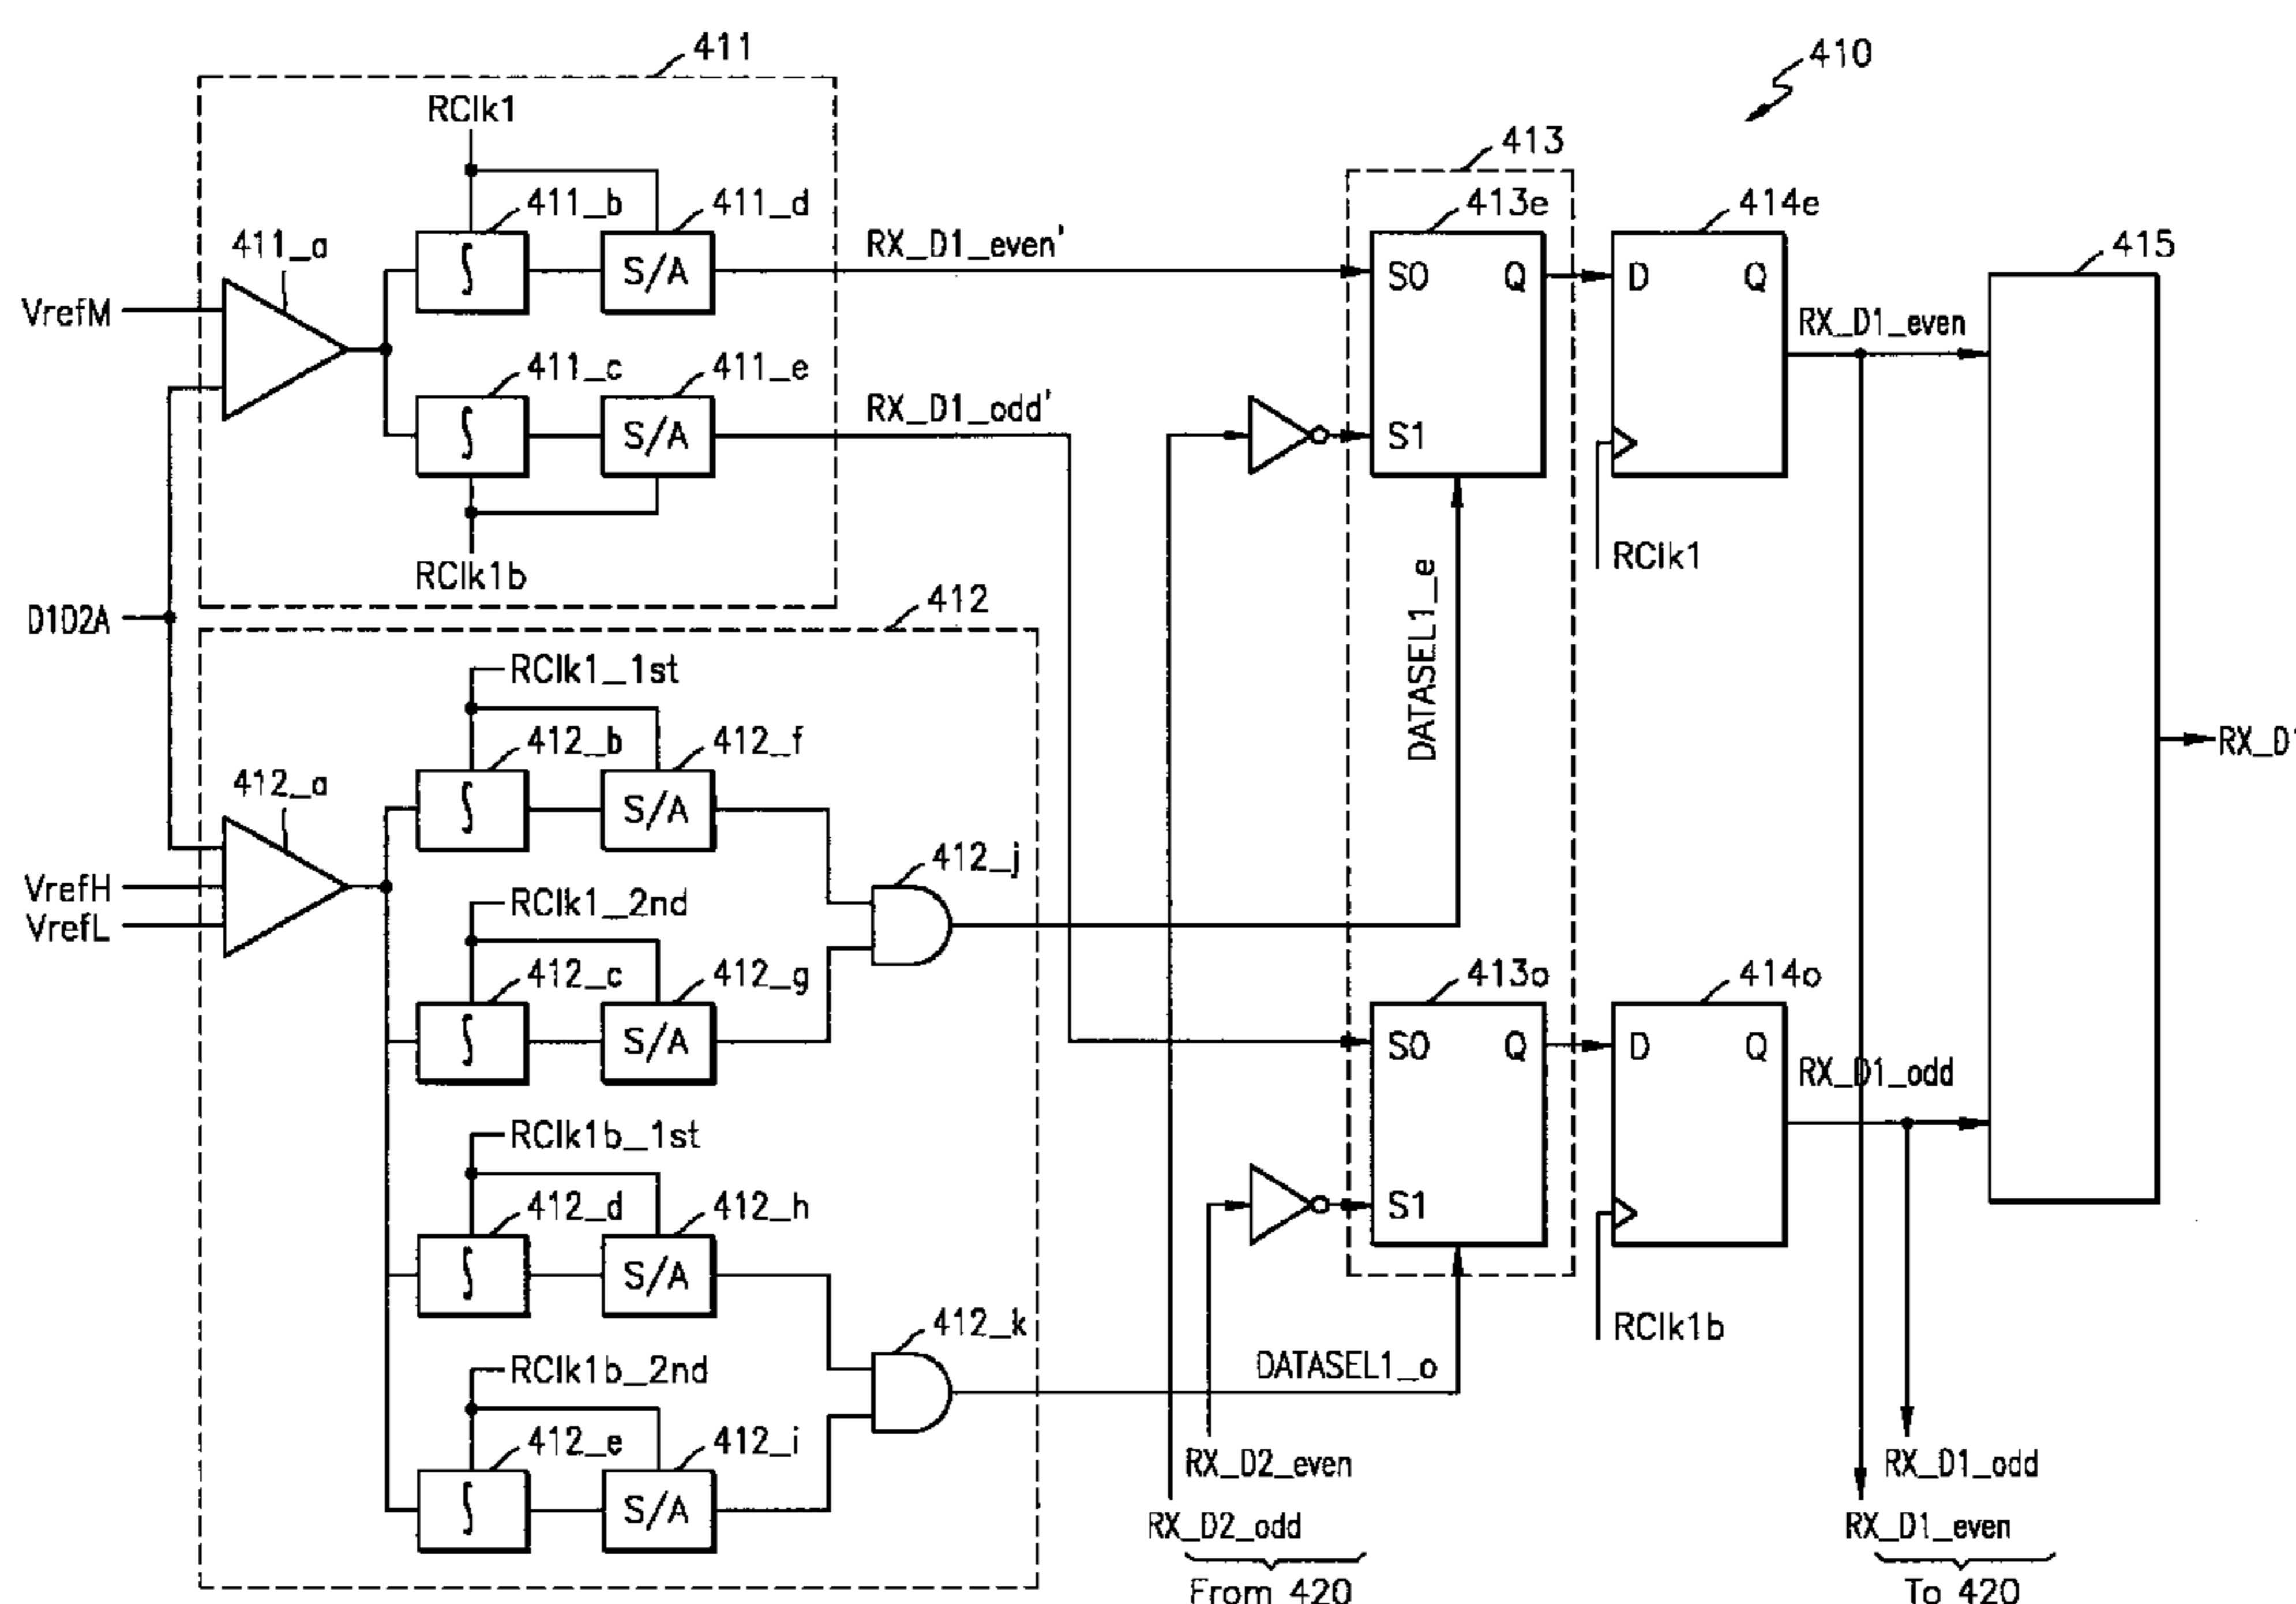 411
410
RClk1
413
411_b
411_d
413e
414e
411_a
RX_D1_even'
415
∫
S/A
S0
Q
D
Q
VrefM
RX_D1_even
411_c
411_e
RX_D1_odd'
∫
S/A
S1
RClk1
RClk1b
DATASEL1_e
D1D2A
412
RClk1_1st
412_b
412_f
RX_D1
412_a
∫
S/A
412_j
VrefH
RClk1_2nd
VrefL
412_c
412_g
413o
414o
∫
S/A
S0
Q
D
Q
RX_D1_odd
RClk1b_1st
412_d
412_h
S1
∫
S/A
412_k
RClk1b
RClk1b_2nd
DATASEL1_o
412_e
412_i
RX_D2_even
RX_D1_odd
∫
S/A
RX_D2_odd
RX_D1_even
From 420
To 420